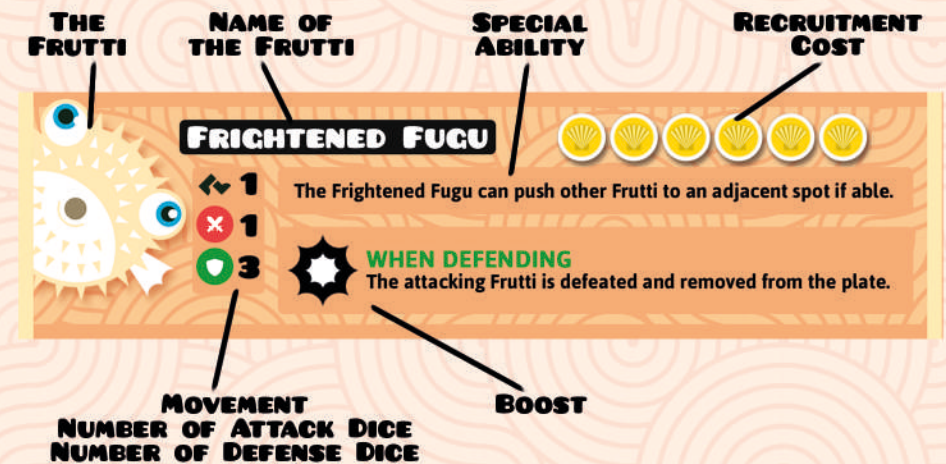 THE
FRUTTI
NAME OF
THE FRUTTI
SPECIAL
ABILITY
RECRUITMENT
COST
FRIGHTENED FUGU
1
The Frightened Fugu can push other Frutti to an adjacent spot if able.
1
3
WHEN DEFENDING
The attacking Frutti is defeated and removed from the plate.
MOVEMENT
NUMBER OF ATTACK DICE
NUMBER OF DEFENSE DICE
BOOST